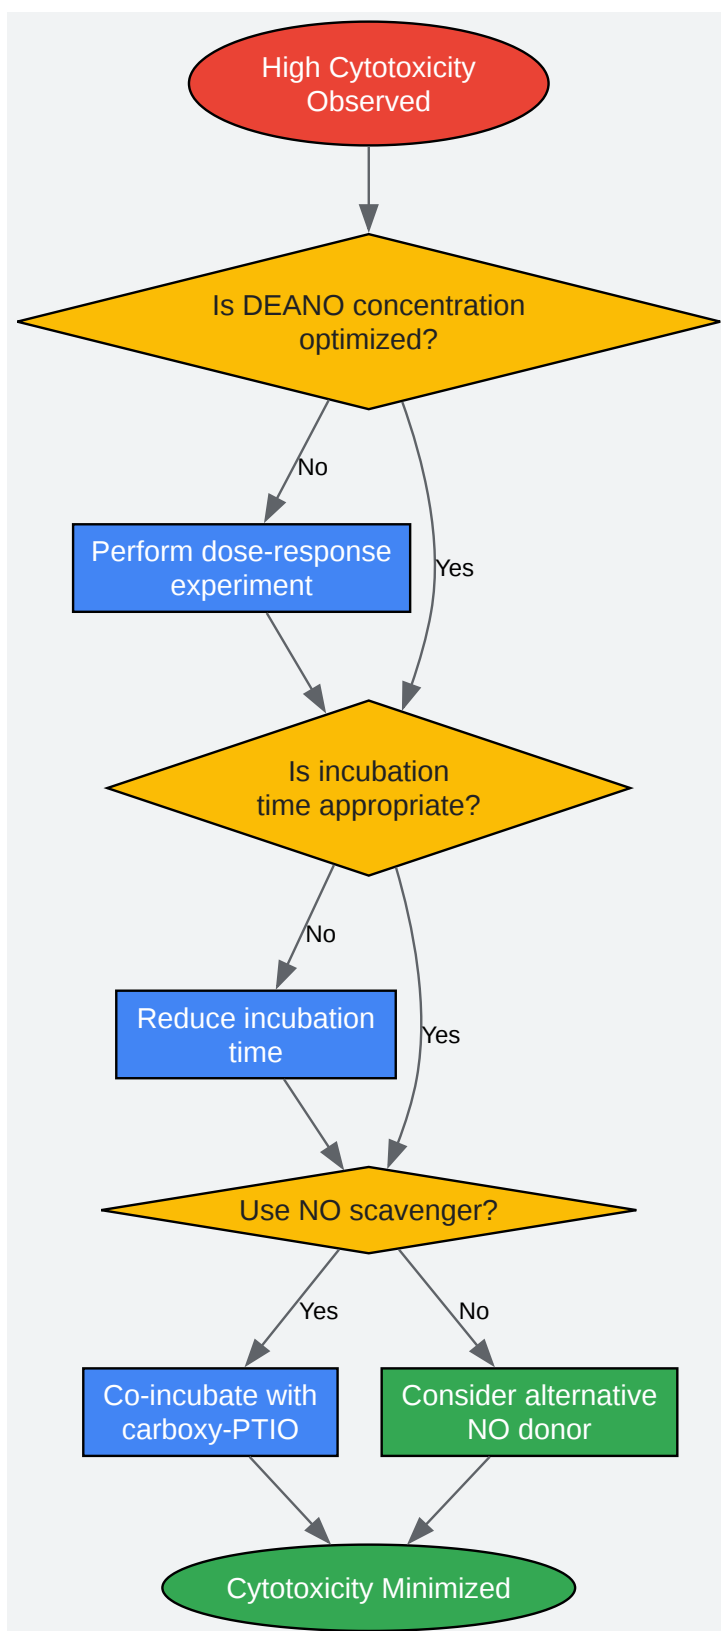 High Cytotoxicity
Observed
Is DEANO concentration
optimized?
No
Perform dose-response
experiment
Yes
Is incubation
time appropriate?
No
Reduce incubation
time
Yes
Use NO scavenger?
Yes
No
Co-incubate with
carboxy-PTIO
Consider alternative
NO donor
Cytotoxicity Minimized